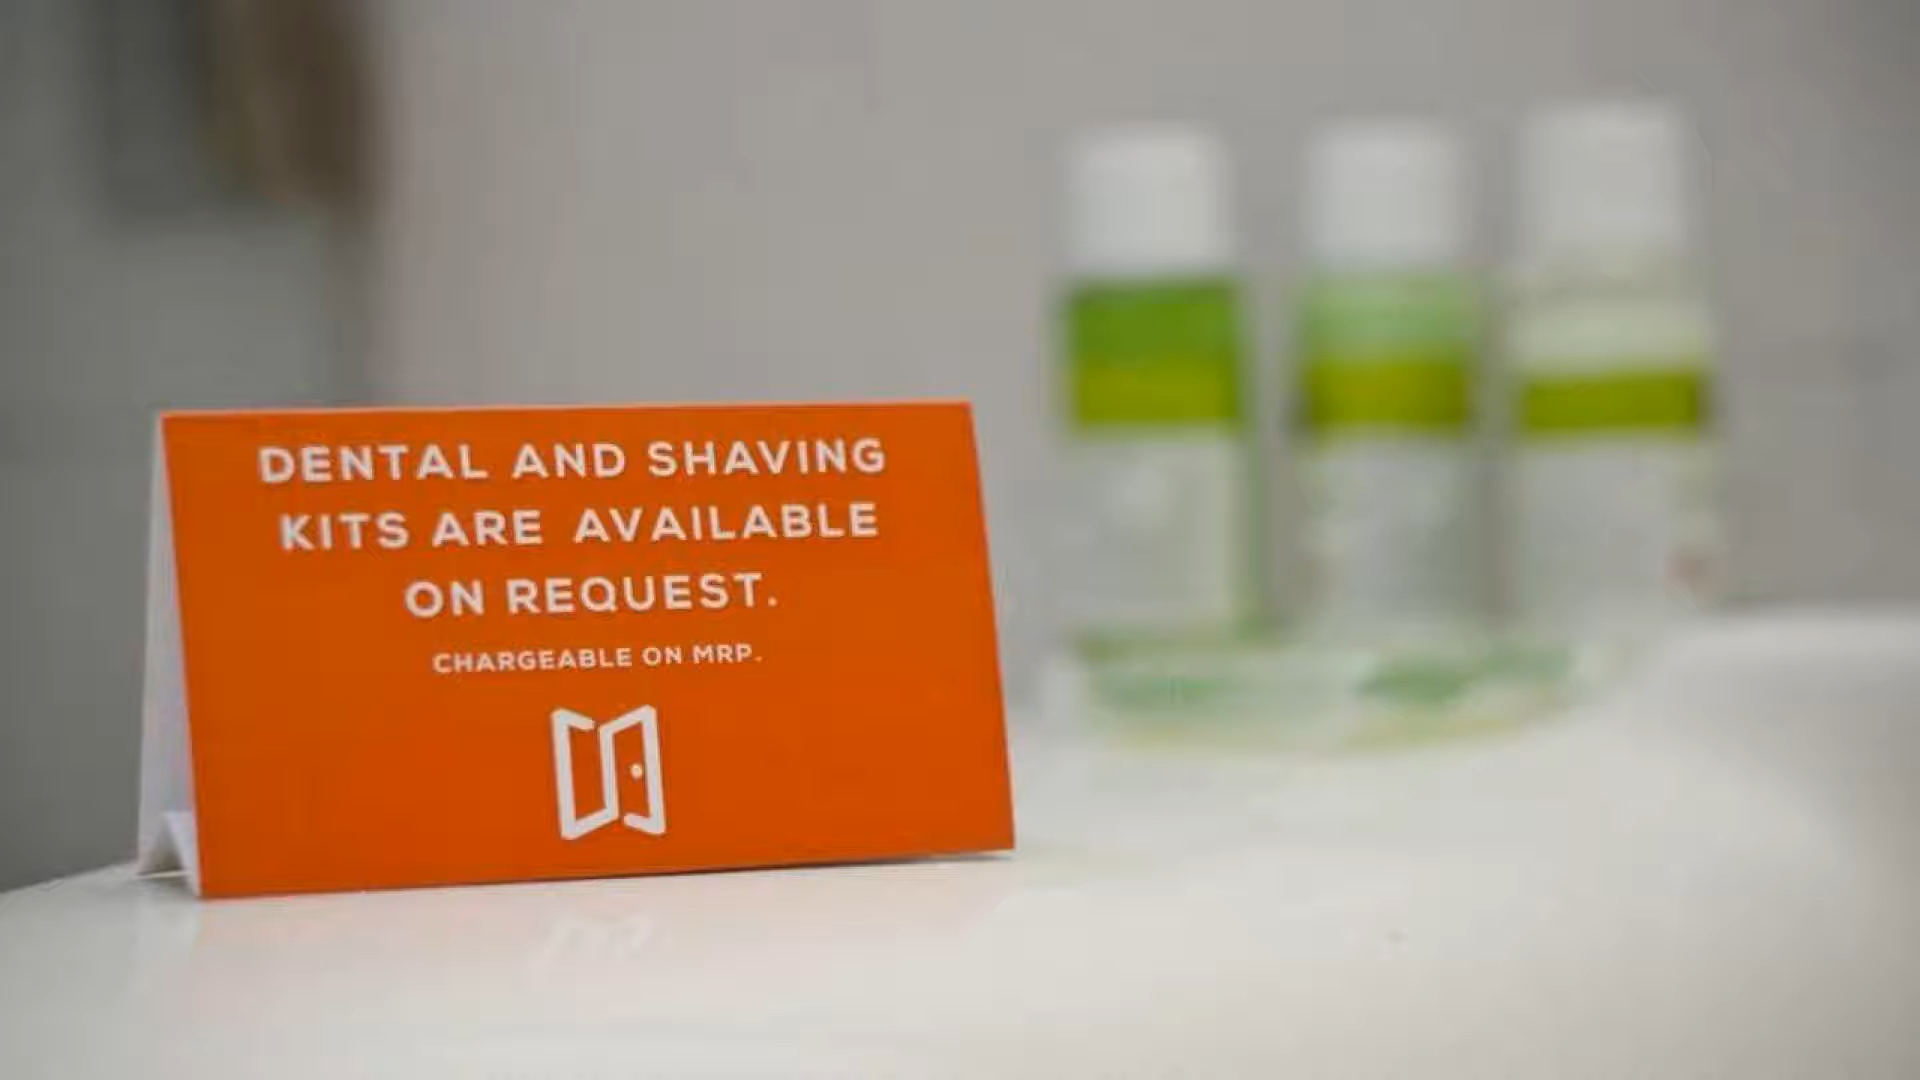 DENTAL AND SHAVING
KITS ARE AVAILABLE
ON REQUEST.
CHARGEABLE ON MRP.